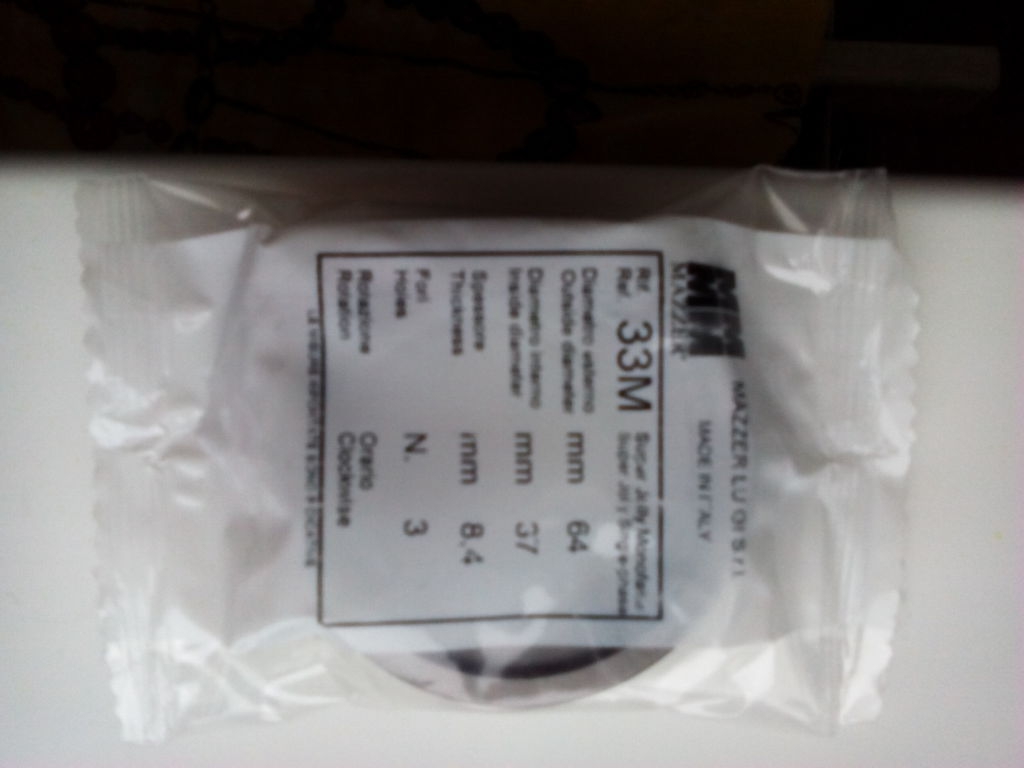 MAZZER LUIGI S.r.l
MAZZER
MADE IN ITALY
Rif. 33M Super Jolly Monofase
Ref. Super Jolly Single-phase
Diametro esterno mm 64
Outside diameter
Diametro interno mm 37
Inside diameter
Spessore mm 8,4
Thickness
Fori N. 3
Holes
Rotazione Orario
Rotation Clockwise